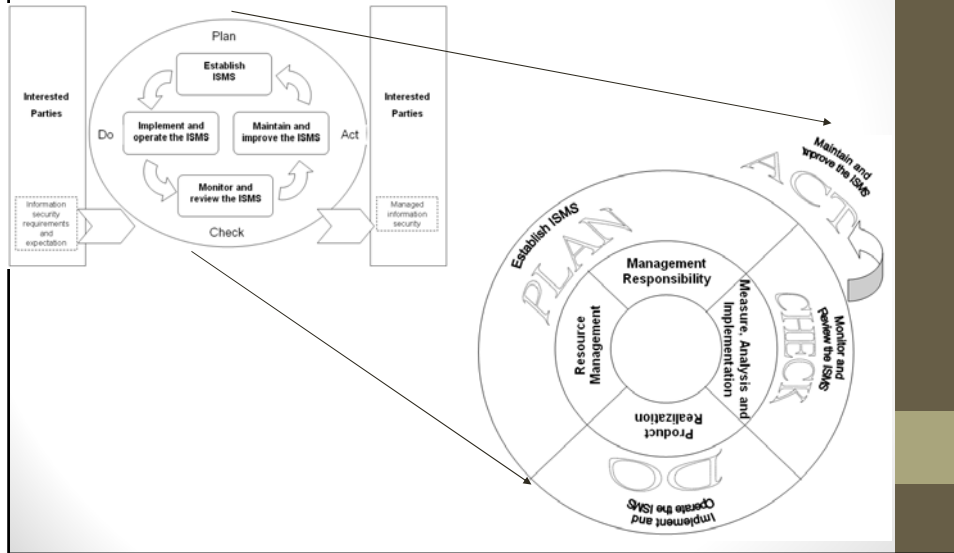 Plan
Establish
ISMS
Interested
Parties
Do
Implement and
operate the ISMS
Maintain and
improve the ISMS
Act
Interested
Parties
Monitor and
review the ISMS
Information
security
requirements
and
expectation
Managed
information
security
Check
Maintain and
improve the ISMS
ACT
Establish ISMS
PLAN
Management
Responsibility
Resource
Management
Measure, Analysis and
Implementation
CHECK
Monitor and
Review the ISMS
Product
Realization
DO
Implement and
Operate the ISMS